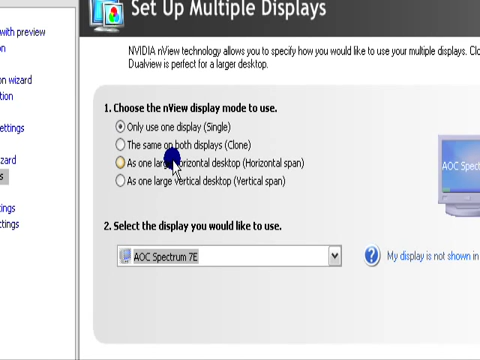 Set Up Multiple Displays
with preview
on
NVIDIA nView technology allows you to specify how you would like to use your multiple displays. Clo
Dualview is perfect for a larger desktop.
on wizard
ation
1. Choose the nView display mode to use.
Only use one display (Single)
ettings
The same on both displays (Clone)
zard
As one large horizontal desktop (Horizontal span)
AOC Spect
s
As one large vertical desktop (Vertical span)
ings
ttings
2. Select the display you would like to use.
AOC Spectrum 7E
My display is not shown in